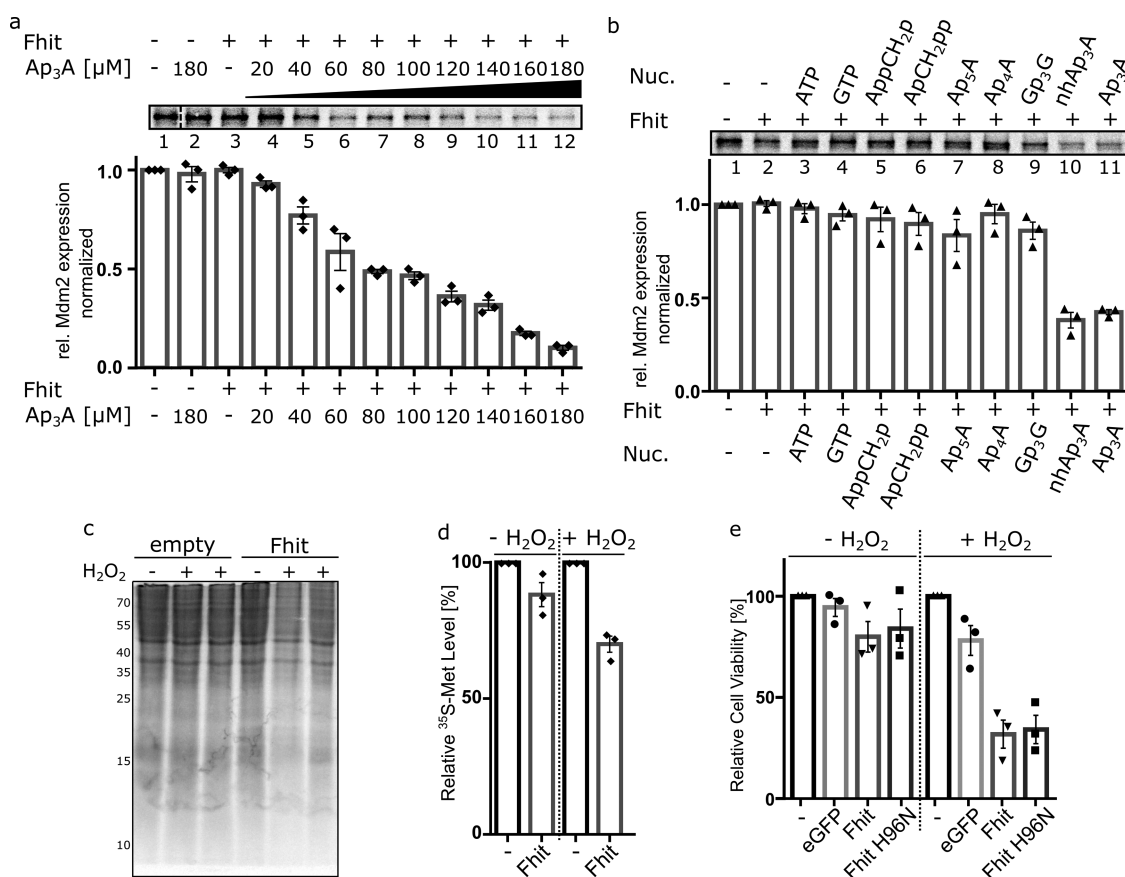 a
Fhit - - + + + + + + + + + +
Ap₃A [µM] - 180 - 20 40 60 80 100 120 140 160 180
1 2 3 4 5 6 7 8 9 10 11 12
rel. Mdm2 expression
normalized
1.0
0.5
0.0
Fhit - - + + + + + + + + + +
Ap₃A [µM] - 180 - 20 40 60 80 100 120 140 160 180
b
Nuc. - - ATP GTP AppCH₂p ApCH₂pp Ap₅A Ap₄A Gp₃G nhAp₃A Ap₃A
Fhit - + + + + + + + + + +
1 2 3 4 5 6 7 8 9 10 11
rel. Mdm2 expression
normalized
1.0
0.5
0.0
Fhit - + + + + + + + + + +
Nuc. - - ATP GTP AppCH₂p ApCH₂pp Ap₅A Ap₄A Gp₃G nhAp₃A Ap₃A
c
empty Fhit
H₂O₂ - + + - + +
70
55
40
35
25
15
10
d
- H₂O₂ + H₂O₂
Relative ³⁵S-Met Level [%]
100
50
0
- Fhit - Fhit
e
- H₂O₂ + H₂O₂
Relative Cell Viability [%]
100
50
0
- eGFP Fhit Fhit H96N - eGFP Fhit Fhit H96N